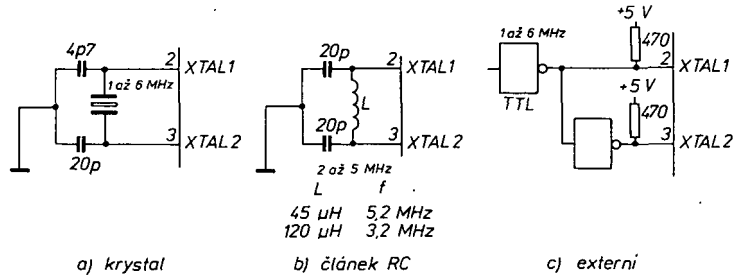 4p7
2
XTAL1
1 až 6 MHz
3
XTAL2
20p
a) krystal
20p
2
XTAL1
L
20p
3
XTAL2
2 až 5 MHz
L f
45 µH 5,2 MHz
120 µH 3,2 MHz
b) článek RC
+5 V
1 až 6 MHz
470
2
XTAL1
TTL
+5 V
470
3
XTAL2
c) externí